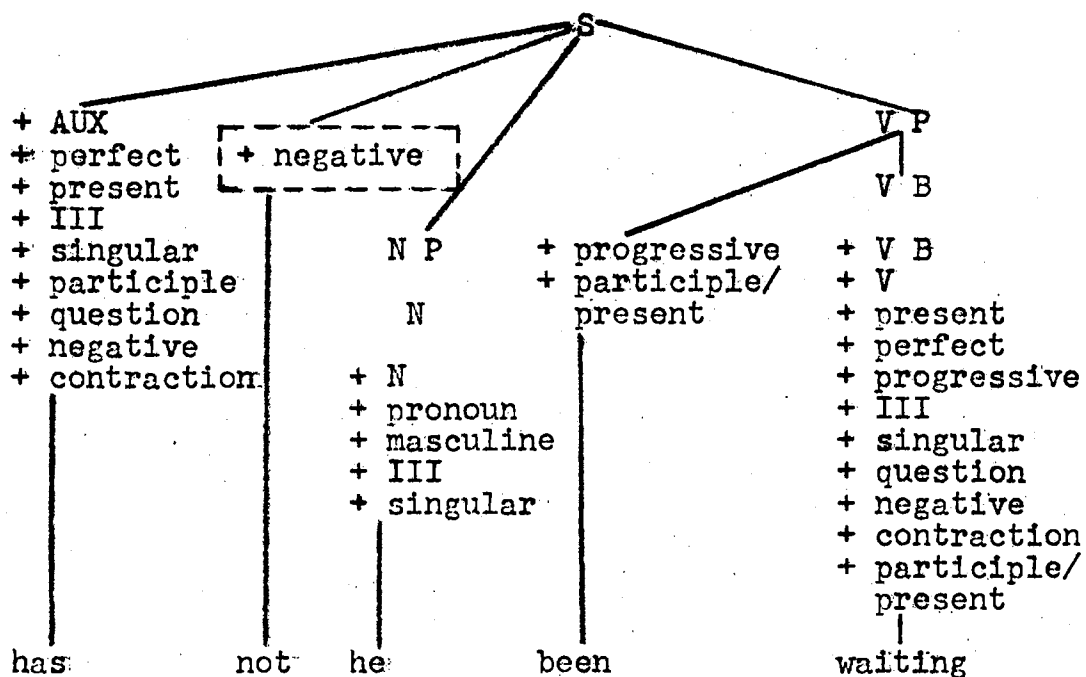 S
+ AUX V P
+ perfect + negative
+ present V B
+ III
+ singular N P + progressive + V B
+ participle + participle/ + V
+ question N present + present
+ negative + perfect
+ contraction + N + progressive
+ pronoun + III
+ masculine + singular
+ III + question
+ singular + negative
+ contraction
+ participle/
present
has not he been waiting